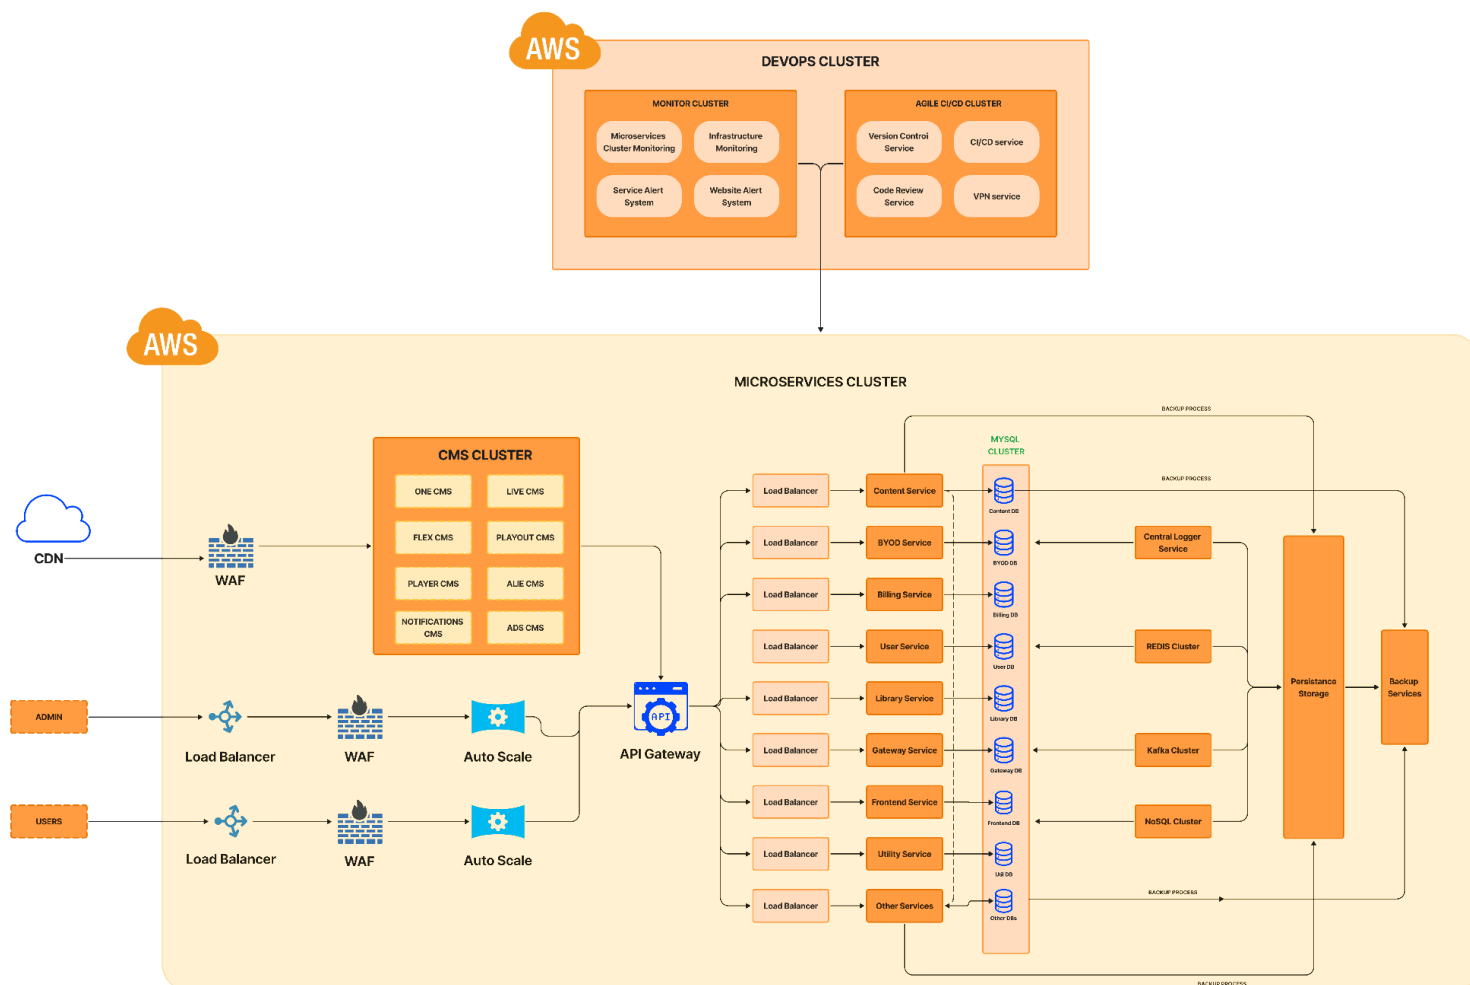 AWS
DEVOPS CLUSTER
MONITOR CLUSTER
Microservices
Cluster Monitoring
Infrastructure
Monitoring
Service Alert
System
Website Alert
System
AGILE CI/CD CLUSTER
Version Control
Service
CI/CD service
Code Review
Service
VPN service
AWS
MICROSERVICES CLUSTER
CDN
WAF
CMS CLUSTER
ONE CMS
LIVE CMS
FLEX CMS
PLAYOUT CMS
PLAYER CMS
ALIE CMS
NOTIFICATIONS
CMS
ADS CMS
ADMIN
Load Balancer
WAF
Auto Scale
USERS
Load Balancer
WAF
Auto Scale
API
API Gateway
Load Balancer
Content Service
Load Balancer
BYOD Service
Load Balancer
Billing Service
Load Balancer
User Service
Load Balancer
Library Service
Load Balancer
Gateway Service
Load Balancer
Frontend Service
Load Balancer
Utility Service
Load Balancer
Other Services
MYSQL
CLUSTER
Content DB
BYOD DB
Billing DB
User DB
Library DB
Gateway DB
Frontend DB
Util DB
Other DBs
BACKUP PROCESS
BACKUP PROCESS
Central Logger
Service
REDIS Cluster
Kafka Cluster
NoSQL Cluster
Persistance
Storage
Backup
Services
BACKUP PROCESS
BACKUP PROCESS